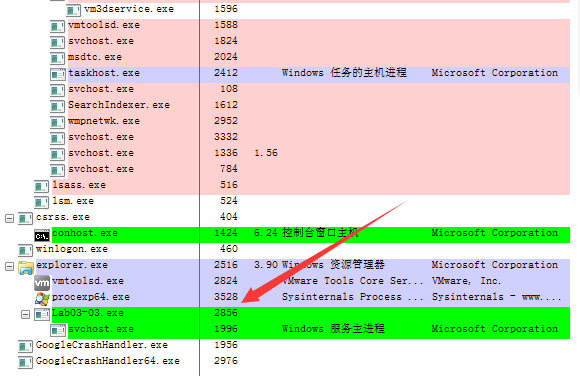 vm3dservice.exe 1596
vmtoolsd.exe 1588
svchost.exe 1824
msdtc.exe 2024
taskhost.exe 2412 Windows 任务的主机进程 Microsoft Corporation
svchost.exe 108
SearchIndexer.exe 1612
wmpnetwk.exe 2952
svchost.exe 3332
svchost.exe 1336 1.56
svchost.exe 784
lsass.exe 516
lsm.exe 524
csrss.exe 404
conhost.exe 1424 6.24 控制台窗口主机 Microsoft Corporation
winlogon.exe 460
explorer.exe 2516 3.90 Windows 资源管理器 Microsoft Corporation
vmtoolsd.exe 2824 VMware Tools Core Ser... VMware, Inc.
procexp64.exe 3528 Sysinternals Process ... Sysinternals - www....
Lab03-03.exe 2856
svchost.exe 1996 Windows 服务主进程 Microsoft Corporation
GoogleCrashHandler.exe 1956
GoogleCrashHandler64.exe 2976